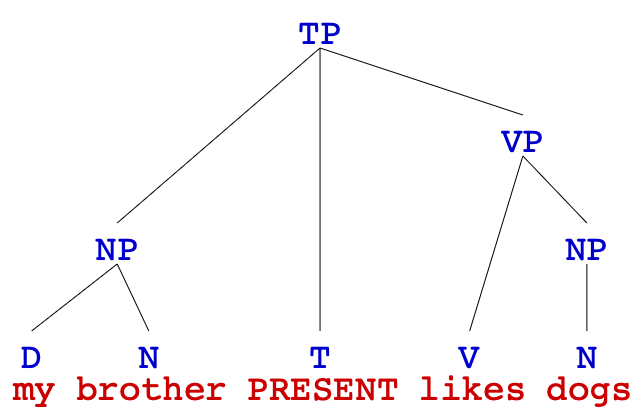 TP
VP
NP NP
D N T V N
my brother PRESENT likes dogs